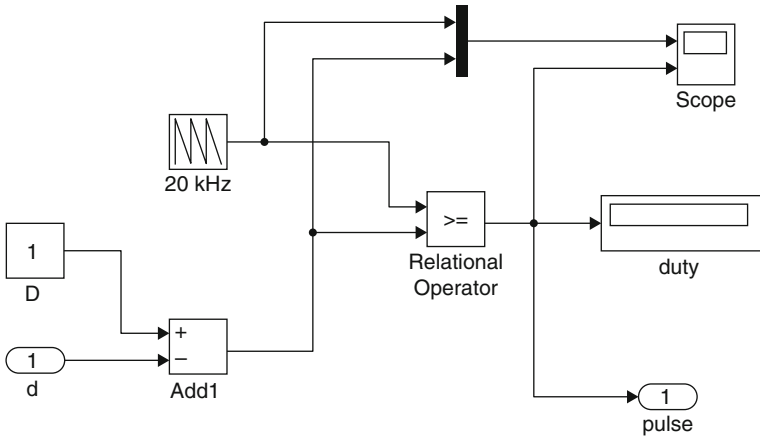 Scope
20 kHz
>=
Relational
Operator
duty
1
D
+
−
Add1
1
d
1
pulse